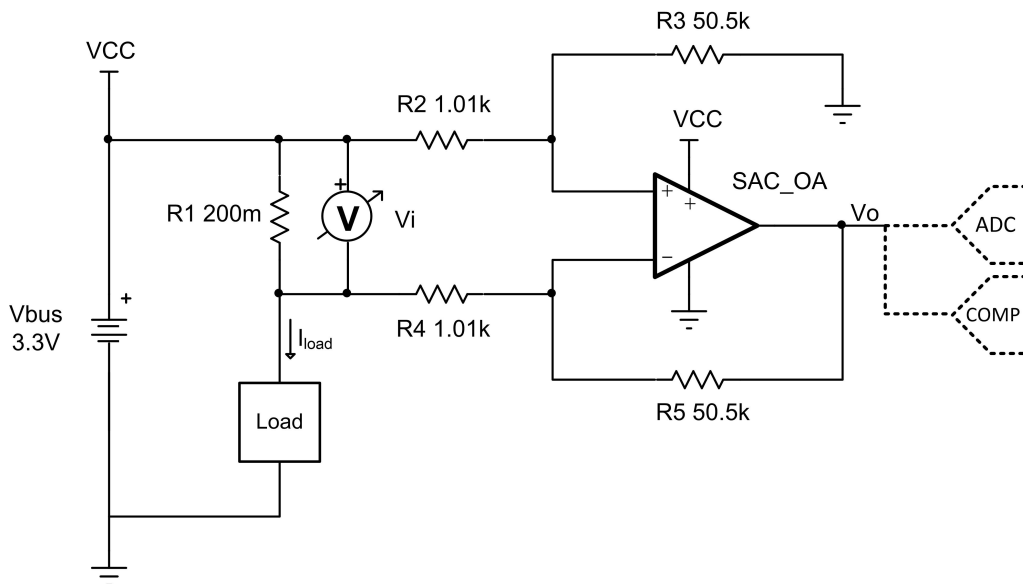 R3 50.5k
VCC
R2 1.01k
VCC
SAC_OA
+
+
+
R1 200m
V
Vi
−
Vo
ADC
COMP
+
Vbus
3.3V
R4 1.01k
Iload
R5 50.5k
Load